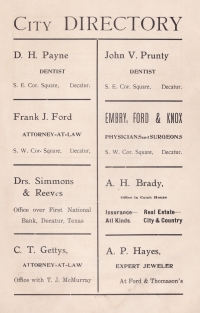 CITY DIRECTORY
D. H. Payne
DENTIST
S. E. Cor. Square, Decatur.
John V. Prunty
DENTIST
S. E. Cor. Square, Decatur.
Frank J. Ford
ATTORNEY-AT-LAW
S. W. Cor- Square, Decatur.
EMBRY, FORD & KNOX
PHYSICIANS and SURGEONS
S. W. Cor. Square, Decatur.
Drs. Simmons
& Reeves
Office over First National
Bank, Decatur, Texas
A. H. Brady,
Office in Court House
Insurance— Real Estate—
All Kinds City & Country
C. T. Gettys,
ATTORNEY-AT-LAW
Office with T. J. McMurray
A. P. Hayes,
EXPERT JEWELER
At Ford & Thomason's